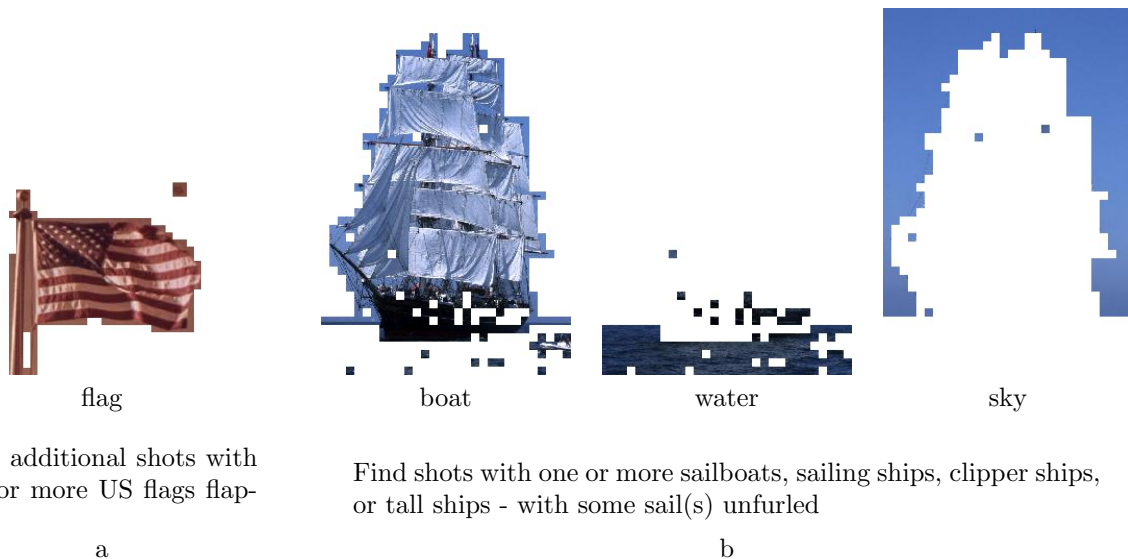 flag
boat
water
sky
additional shots with
or more US flags flap-
Find shots with one or more sailboats, sailing ships, clipper ships,
or tall ships - with some sail(s) unfurled
a
b